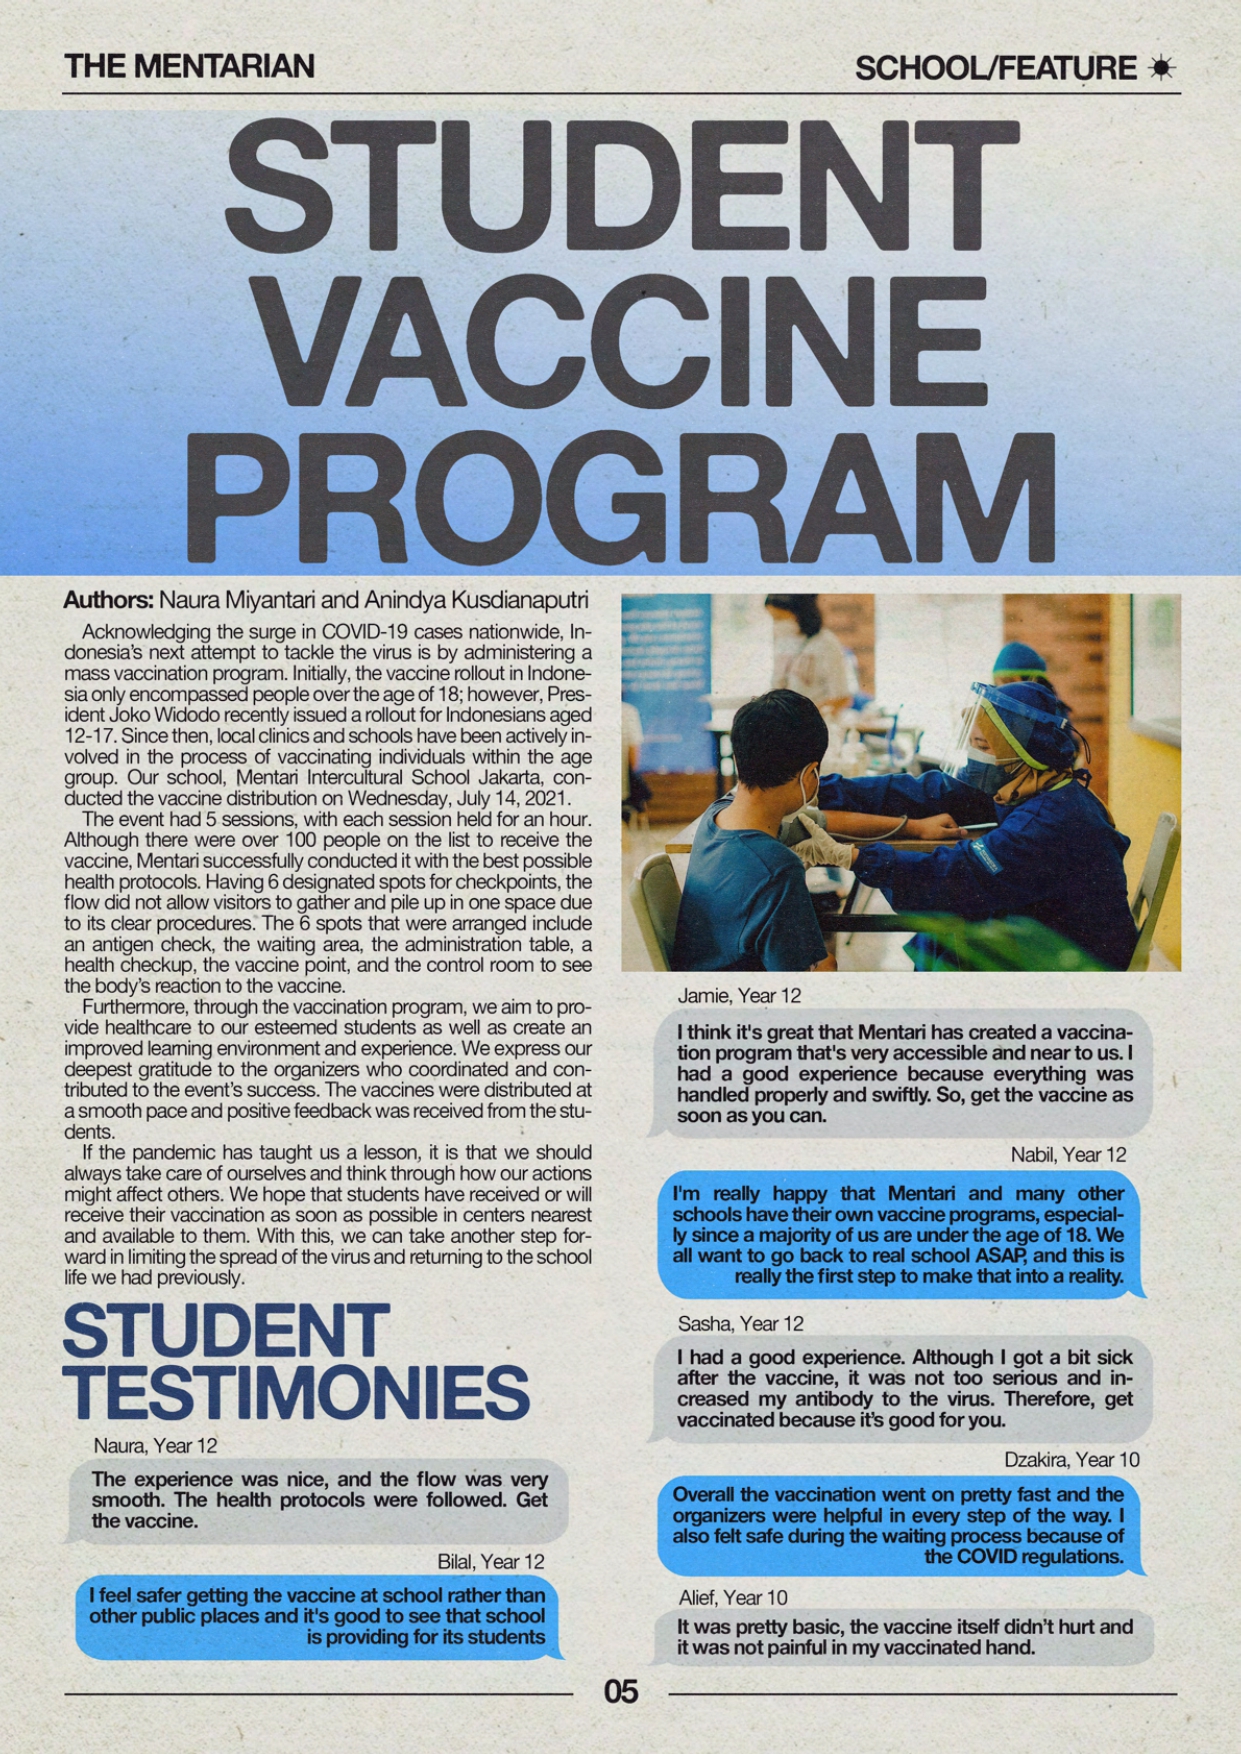 THE MENTARIAN
SCHOOL/FEATURE
STUDENT
VACCINE
PROGRAM
Authors: Naura Miyantari and Anindya Kusdianaputri
Acknowledging the surge in COVID-19 cases nationwide, In-
donesia's next attempt to tackle the virus is by administering a
mass vaccination program. Initially, the vaccine rollout in Indone-
sia only encompassed people over the age of 18; however, Pres-
ident Joko Widodo recently issued a rollout for Indonesians aged
12-17. Since then, local clinics and schools have been actively in-
volved in the process of vaccinating individuals within the age
group. Our school, Mentari Intercultural School Jakarta, con-
ducted the vaccine distribution on Wednesday, July 14, 2021.
The event had 5 sessions, with each session held for an hour.
Although there were over 100 people on the list to receive the
vaccine, Mentari successfully conducted it with the best possible
health protocols. Having 6 designated spots for checkpoints, the
flow did not allow visitors to gather and pile up in one space due
to its clear procedures. The 6 spots that were arranged include
an antigen check, the waiting area, the administration table, a
health checkup, the vaccine point, and the control room to see
the body's reaction to the vaccine.
Furthermore, through the vaccination program, we aim to pro-
vide healthcare to our esteemed students as well as create an
improved learning environment and experience. We express our
deepest gratitude to the organizers who coordinated and con-
tributed to the event's success. The vaccines were distributed at
a smooth pace and positive feedback was received from the stu-
dents.
If the pandemic has taught us a lesson, it is that we should
always take care of ourselves and think through how our actions
might affect others. We hope that students have received or will
receive their vaccination as soon as possible in centers nearest
and available to them. With this, we can take another step for-
ward in limiting the spread of the virus and returning to the school
life we had previously.
STUDENT
TESTIMONIES
Naura, Year 12
The experience was nice, and the flow was very
smooth. The health protocols were followed. Get
the vaccine.
Bilal, Year 12
I feel safer getting the vaccine at school rather than
other public places and it's good to see that school
is providing for its students
Jamie, Year 12
I think it's great that Mentari has created a vaccina-
tion program that's very accessible and near to us. I
had a good experience because everything was
handled properly and swiftly. So, get the vaccine as
soon as you can.
Nabil, Year 12
I'm really happy that Mentari and many other
schools have their own vaccine programs, especial-
ly since a majority of us are under the age of 18. We
all want to go back to real school ASAP, and this is
really the first step to make that into a reality.
Sasha, Year 12
I had a good experience. Although I got a bit sick
after the vaccine, it was not too serious and in-
creased my antibody to the virus. Therefore, get
vaccinated because it's good for you.
Dzakira, Year 10
Overall the vaccination went on pretty fast and the
organizers were helpful in every step of the way. I
also felt safe during the waiting process because of
the COVID regulations.
Alief, Year 10
It was pretty basic, the vaccine itself didn't hurt and
it was not painful in my vaccinated hand.
05